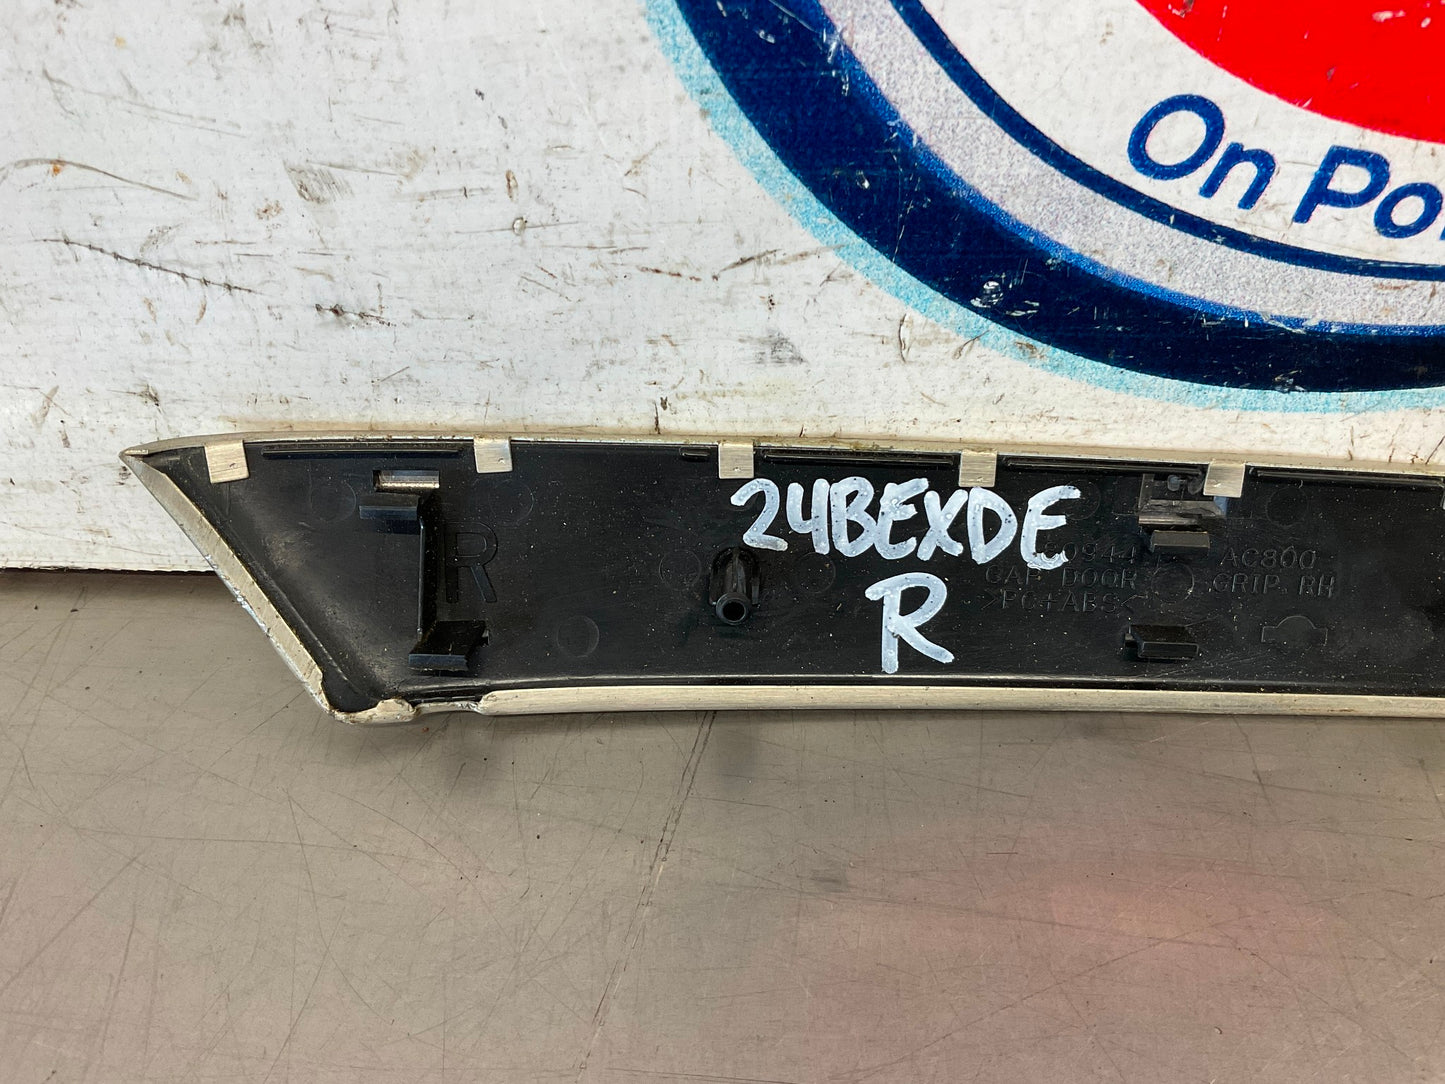 On Po
24BEXDE
R
R
AC800
CAP DOOR GRIP RH
>PC+ABS<